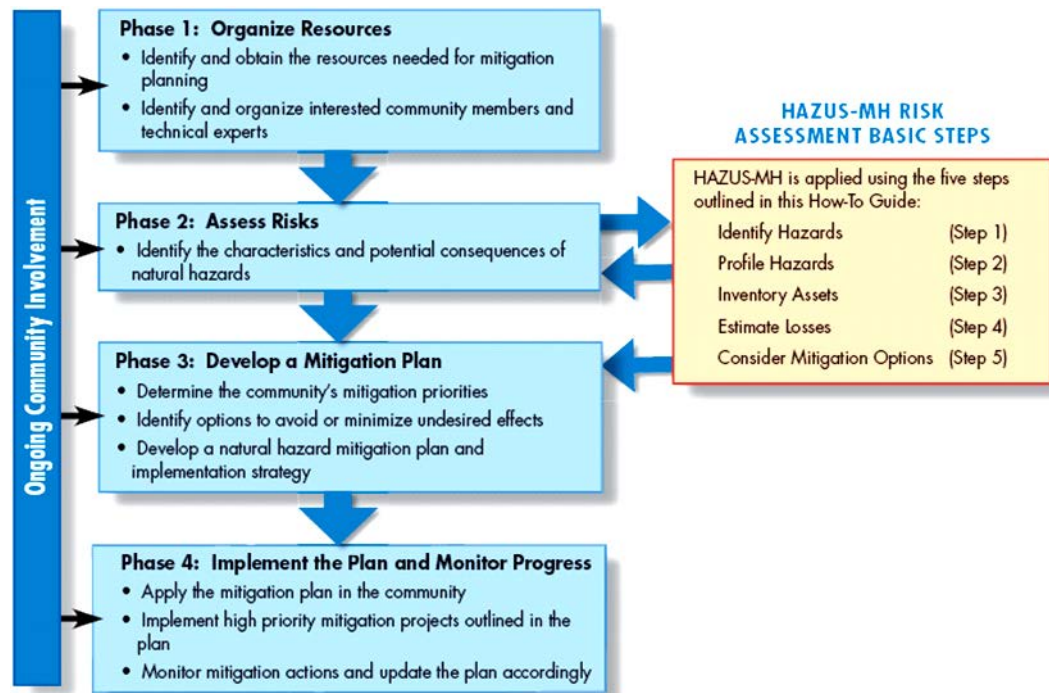 Ongoing Community Involvement
Phase 1: Organize Resources
• Identify and obtain the resources needed for mitigation
planning
• Identify and organize interested community members and
technical experts
Phase 2: Assess Risks
• Identify the characteristics and potential consequences of
natural hazards
Phase 3: Develop a Mitigation Plan
• Determine the community's mitigation priorities
• Identify options to avoid or minimize undesired effects
• Develop a natural hazard mitigation plan and
implementation strategy
Phase 4: Implement the Plan and Monitor Progress
• Apply the mitigation plan in the community
• Implement high priority mitigation projects outlined in the
plan
• Monitor mitigation actions and update the plan accordingly
HAZUS-MH RISK
ASSESSMENT BASIC STEPS
HAZUS-MH is applied using the five steps
outlined in this How-To Guide:
Identify Hazards (Step 1)
Profile Hazards (Step 2)
Inventory Assets (Step 3)
Estimate Losses (Step 4)
Consider Mitigation Options (Step 5)